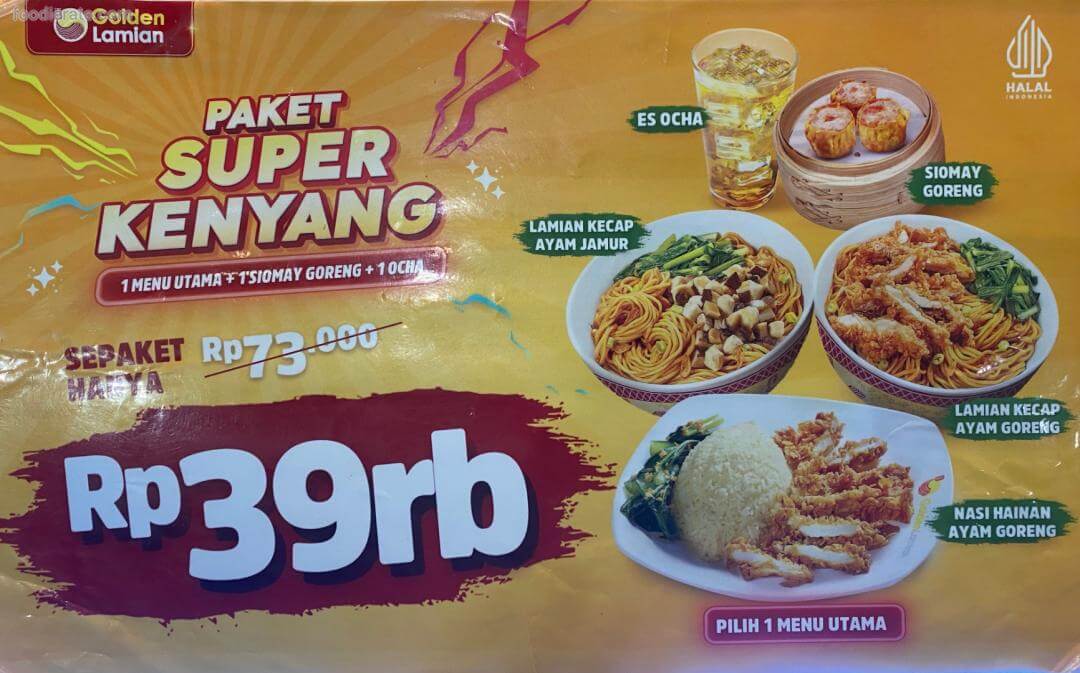 foodierate.com
Golden
Lamian
HALAL
INDONESIA
PAKET
SUPER
KENYANG
1 MENU UTAMA + 1 SIOMAY GORENG + 1 OCHA
SEPAKET
HANYA
Rp73.000
Rp39rb
ES OCHA
SIOMAY
GORENG
LAMIAN KECAP
AYAM JAMUR
LAMIAN KECAP
AYAM GORENG
NASI HAINAN
AYAM GORENG
PILIH 1 MENU UTAMA